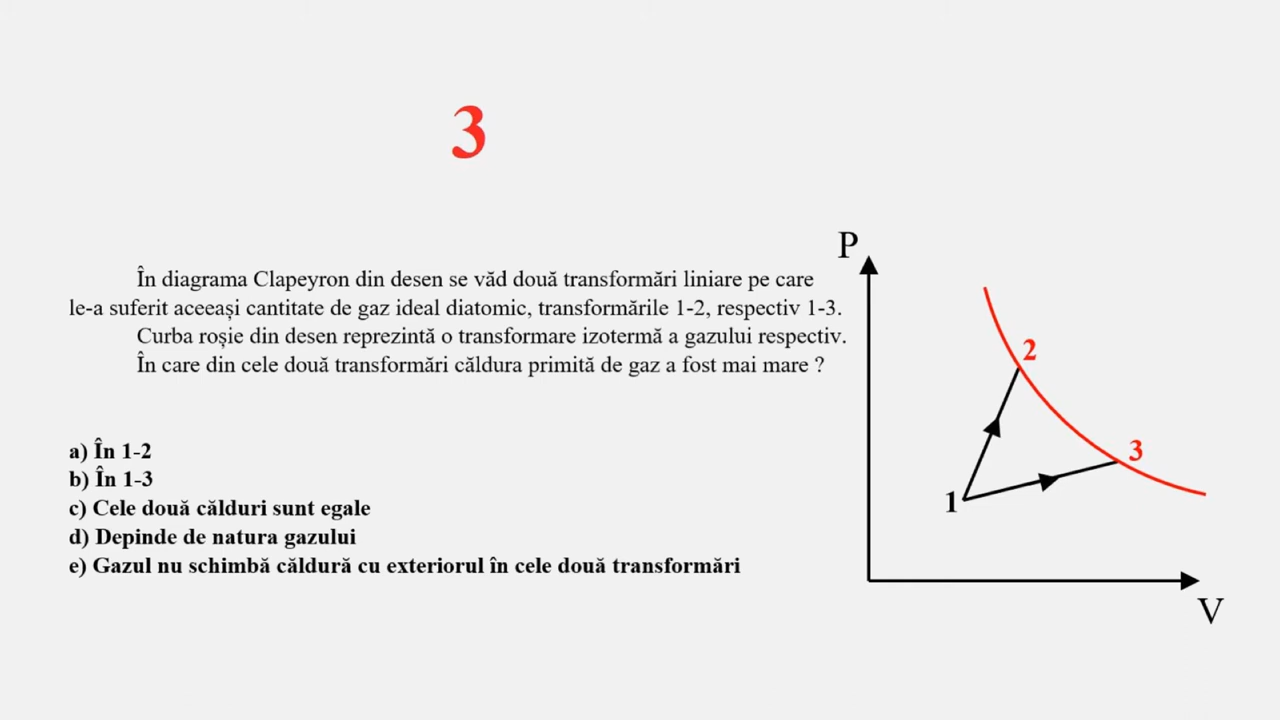 3
În diagrama Clapeyron din desen se văd două transformări liniare pe care
le-a suferit aceeași cantitate de gaz ideal diatomic, transformările 1-2, respectiv 1-3.
Curba roșie din desen reprezintă o transformare izotermă a gazului respectiv.
În care din cele două transformări căldura primită de gaz a fost mai mare ?
a) În 1-2
b) În 1-3
c) Cele două călduri sunt egale
d) Depinde de natura gazului
e) Gazul nu schimbă căldură cu exteriorul în cele două transformări
P
2
3
1
V